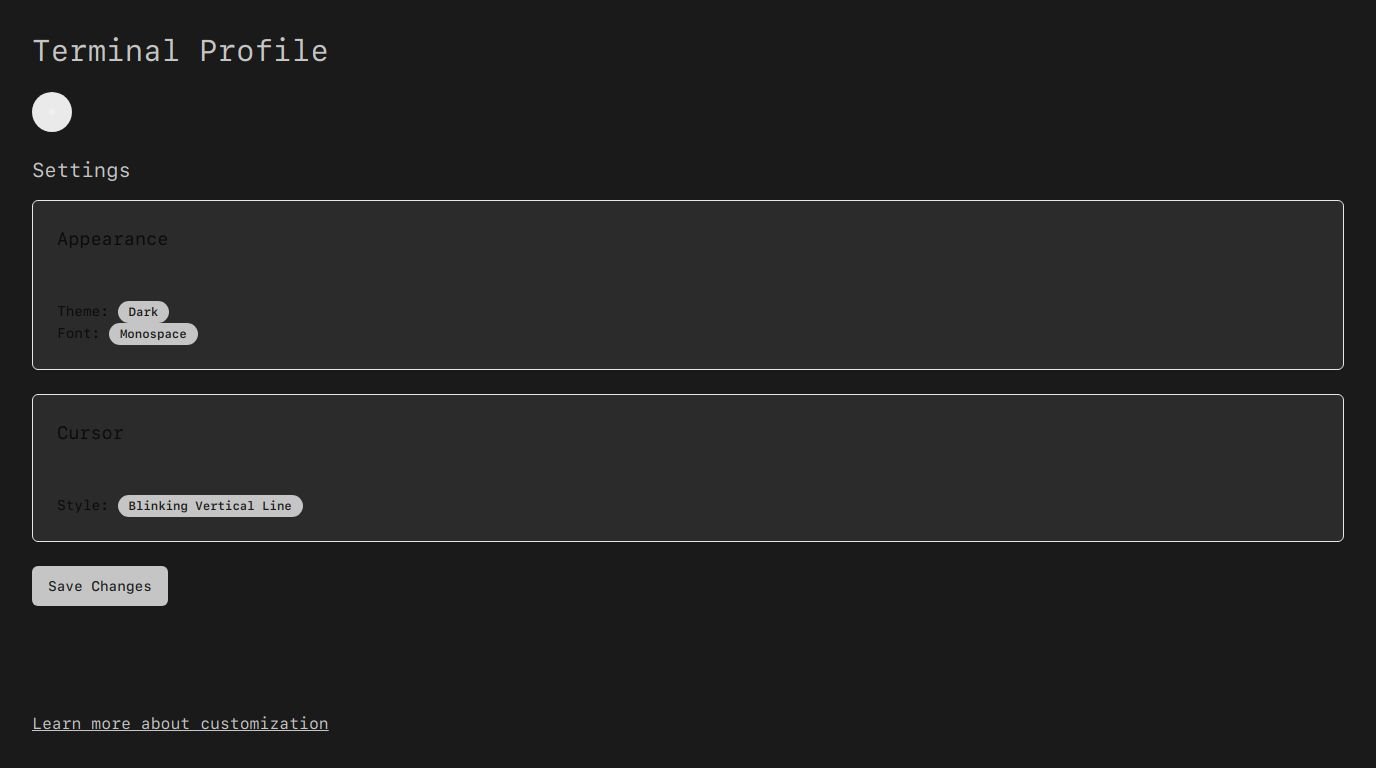 Terminal Profile
Settings
Appearance
Theme: Dark
Font: Monospace
Cursor
Style: Blinking Vertical Line
Save Changes
Learn more about customization